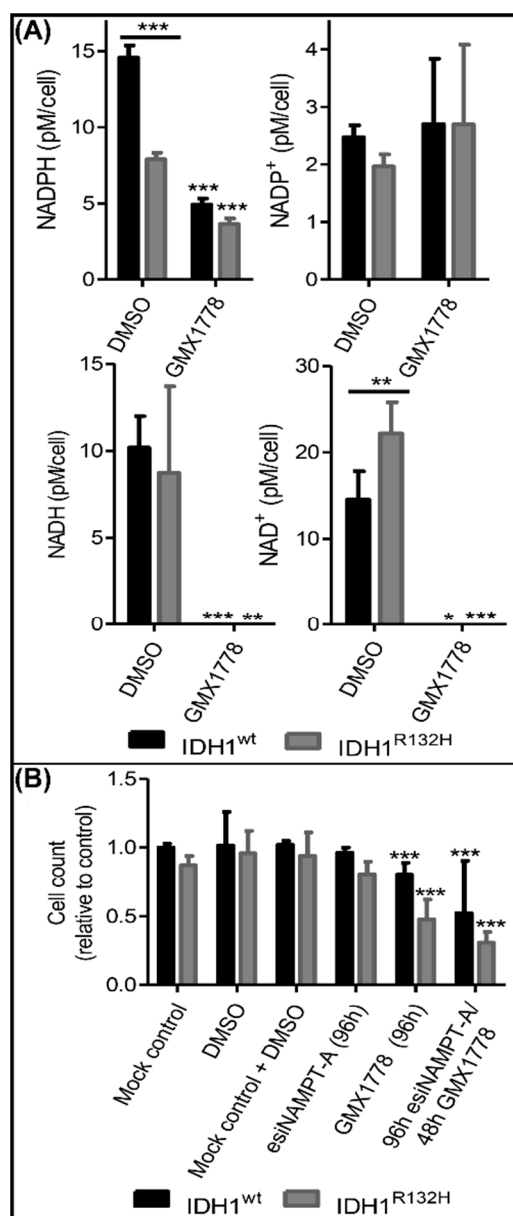 (A)
NADPH (pM/cell)
15
10
5
0
***
***
***
DMSO
GMX1778
NADP+ (pM/cell)
6
4
2
0
DMSO
GMX1778
NADH (pM/cell)
10
5
0
*** **
DMSO
GMX1778
NAD+ (pM/cell)
30
20
10
0
**
* ***
DMSO
GMX1778
IDH1wt
IDH1R132H
(B)
Cell count
(relative to control)
1.5
1.0
0.5
0.0
***
***
***
***
Mock control
DMSO
Mock control + DMSO
esiNAMPT-A (96h)
GMX1778 (96h)
96h esiNAMPT-A/
48h GMX1778
IDH1wt
IDH1R132H